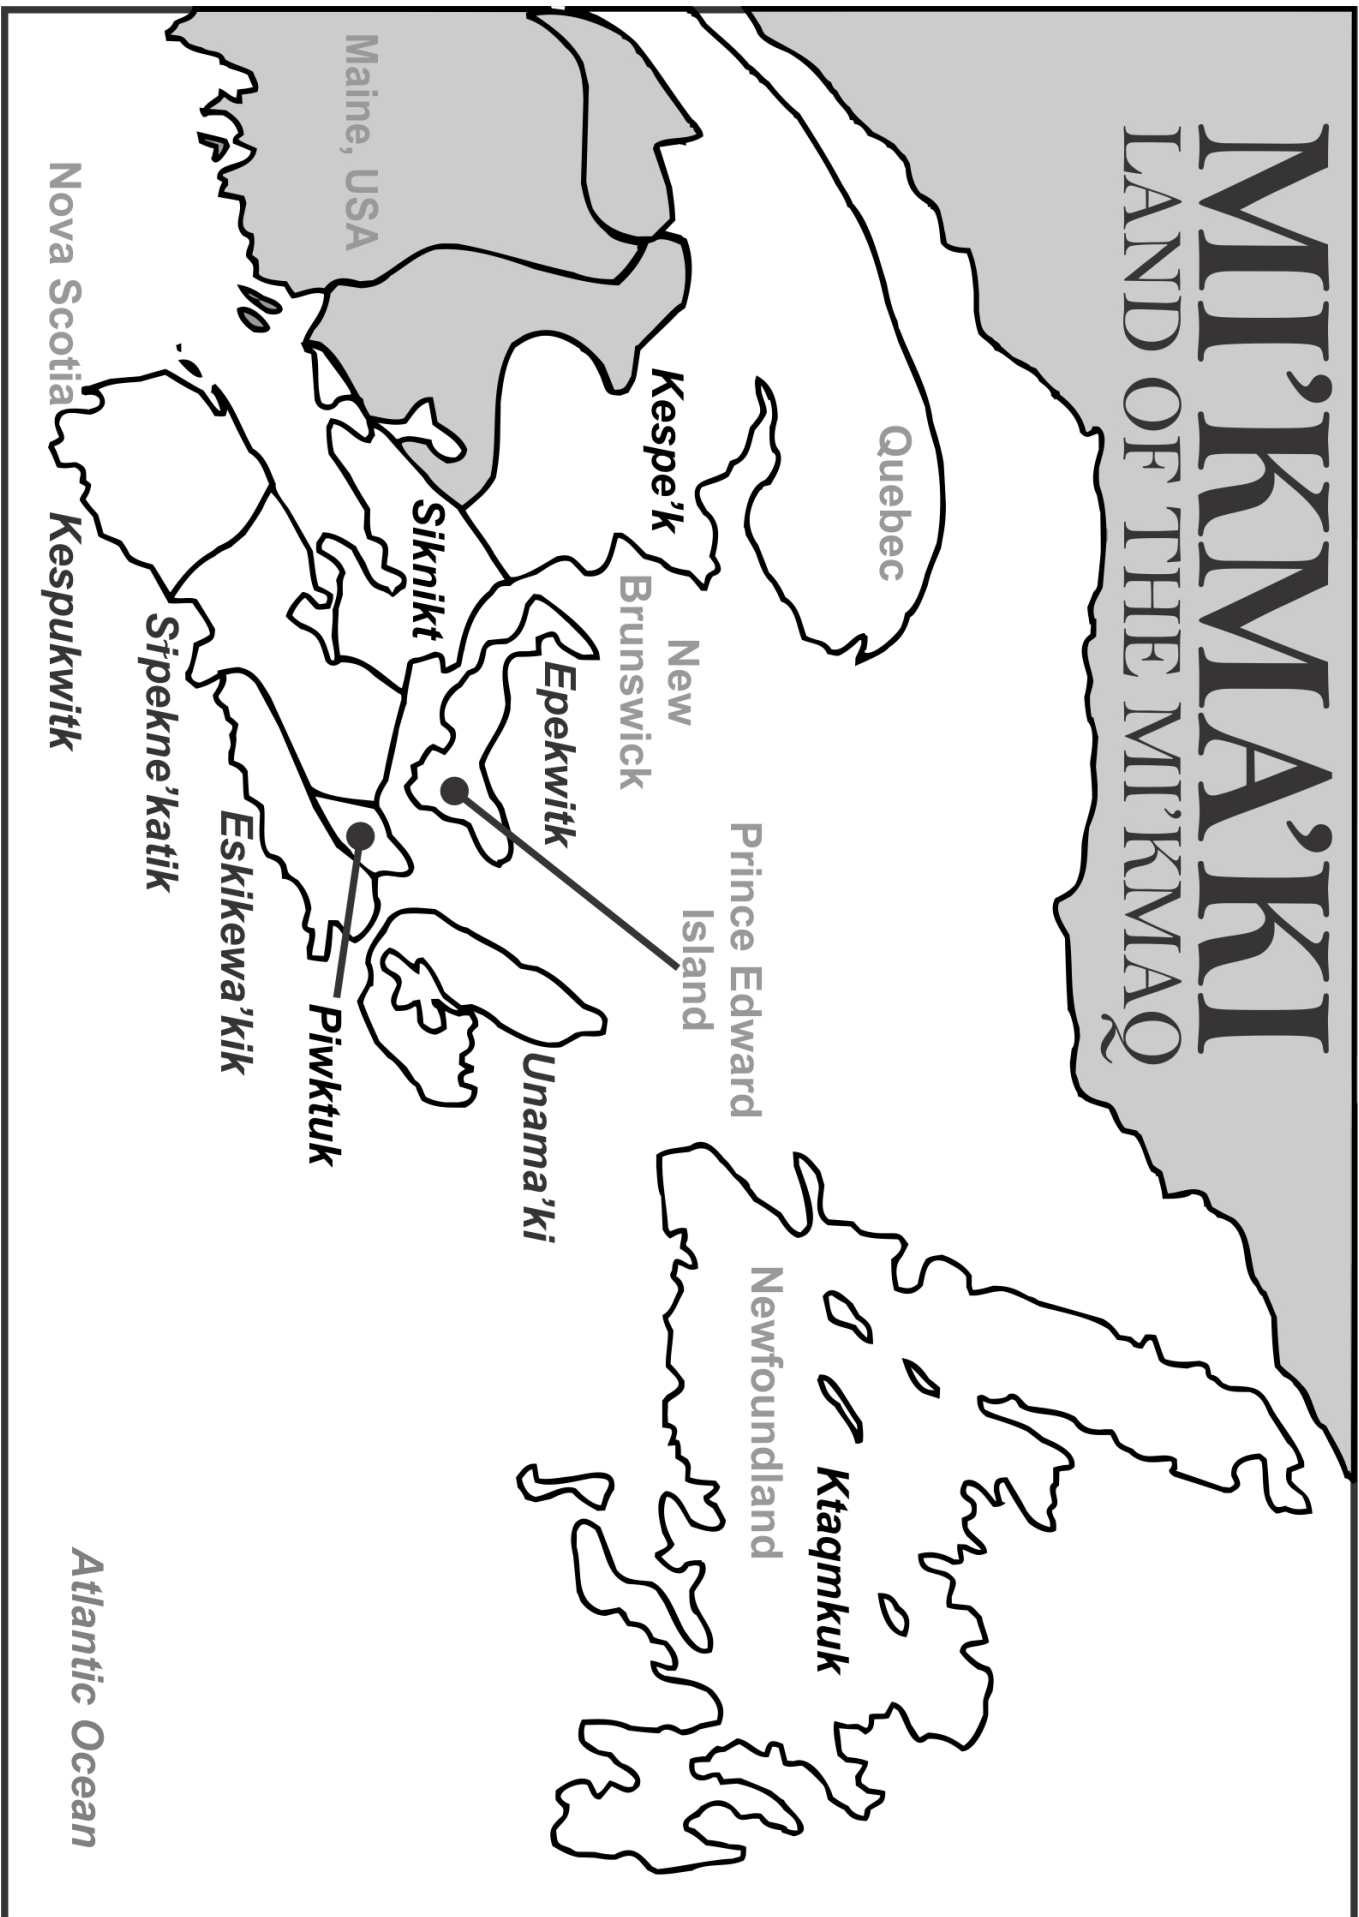 MI’KMA’KI
LAND OF THE MI’KMAQ
Quebec
Kespe’k
New
Brunswick
Prince Edward
Island
Newfoundland
Ktaqmkuk
Maine, USA
Siknikt
Epekwitk
Unama’ki
Piwktuk
Eskikewa’kik
Sipekne’katik
Nova Scotia
Kespukwitk
Atlantic Ocean